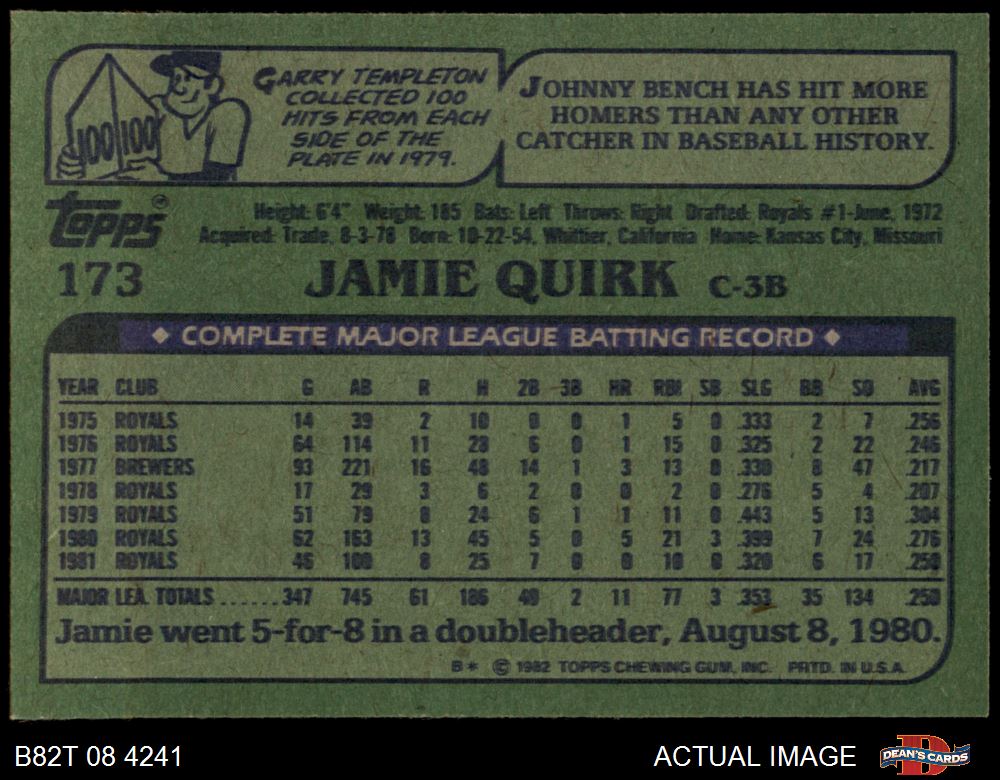 GARRY TEMPLETON
COLLECTED 100
HITS FROM EACH
SIDE OF THE
PLATE IN 1979.
100 100
JOHNNY BENCH HAS HIT MORE
HOMERS THAN ANY OTHER
CATCHER IN BASEBALL HISTORY.
Topps
Height: 6'4" Weight: 185 Bats: Left Throws: Right Drafted: Royals #1-June, 1972
Acquired: Trade, 8-3-78 Born: 10-22-54, Whittier, California Home: Kansas City, Missouri
173 JAMIE QUIRK C-3B
◆ COMPLETE MAJOR LEAGUE BATTING RECORD ◆
YEAR CLUB G AB R H 2B 3B HR RBI SB SLG BB SO AVG
1975 ROYALS 14 39 2 10 0 0 1 5 0 .333 2 7 .256
1976 ROYALS 64 114 11 28 6 0 1 15 0 .325 2 22 .246
1977 BREWERS 93 221 16 48 14 1 3 13 0 .330 8 47 .217
1978 ROYALS 17 29 3 6 2 0 0 2 0 .276 5 4 .207
1979 ROYALS 51 79 8 24 6 1 1 11 0 .443 5 13 .304
1980 ROYALS 62 163 13 45 5 0 5 21 3 .399 7 24 .276
1981 ROYALS 46 100 8 25 7 0 0 10 0 .320 6 17 .250
MAJOR LEA. TOTALS ......347 745 61 186 40 2 11 77 3 .353 35 134 .250
Jamie went 5-for-8 in a doubleheader, August 8, 1980.
B* © 1982 TOPPS CHEWING GUM, INC. PRTD. IN U.S.A.
B82T 08 4241 ACTUAL IMAGE DEAN'S CARDS